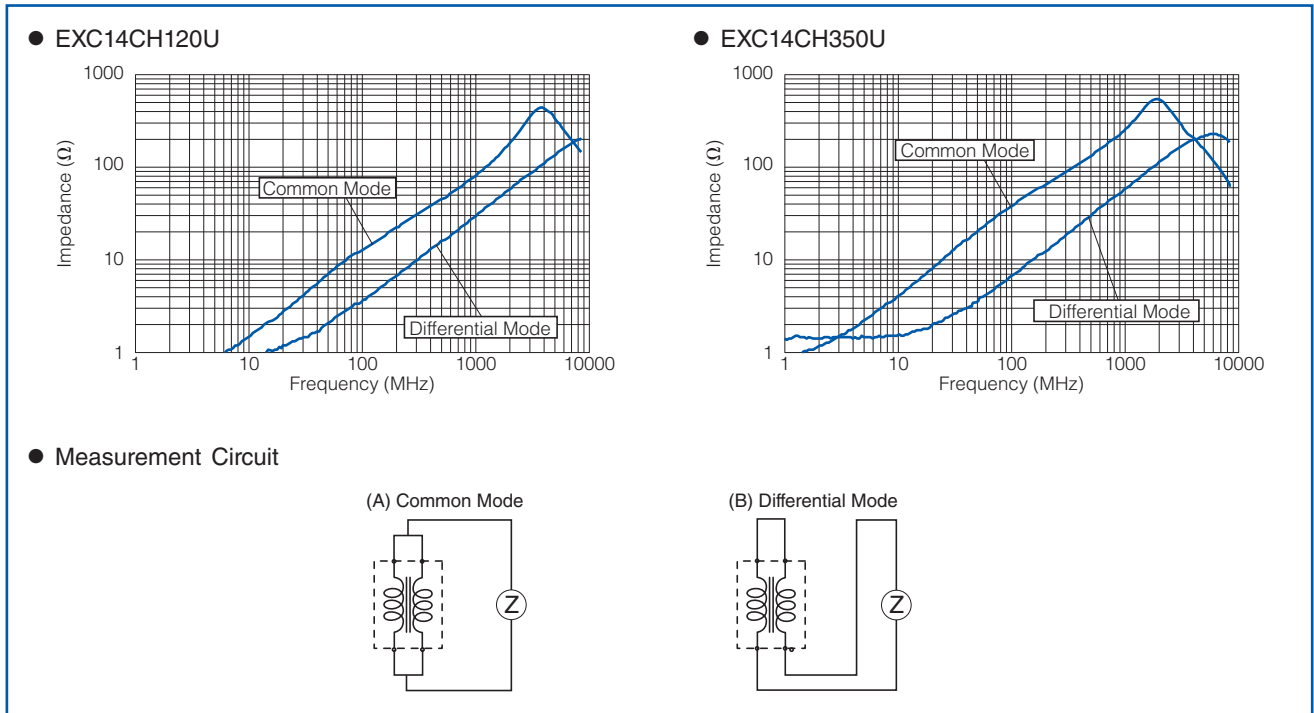 ● EXC14CH120U
1000
100
10
1
Impedance (Ω)
Common Mode
Differential Mode
1 10 100 1000 10000
Frequency (MHz)
● EXC14CH350U
1000
100
10
1
Impedance (Ω)
Common Mode
Differential Mode
1 10 100 1000 10000
Frequency (MHz)
● Measurement Circuit
(A) Common Mode
Z
(B) Differential Mode
Z